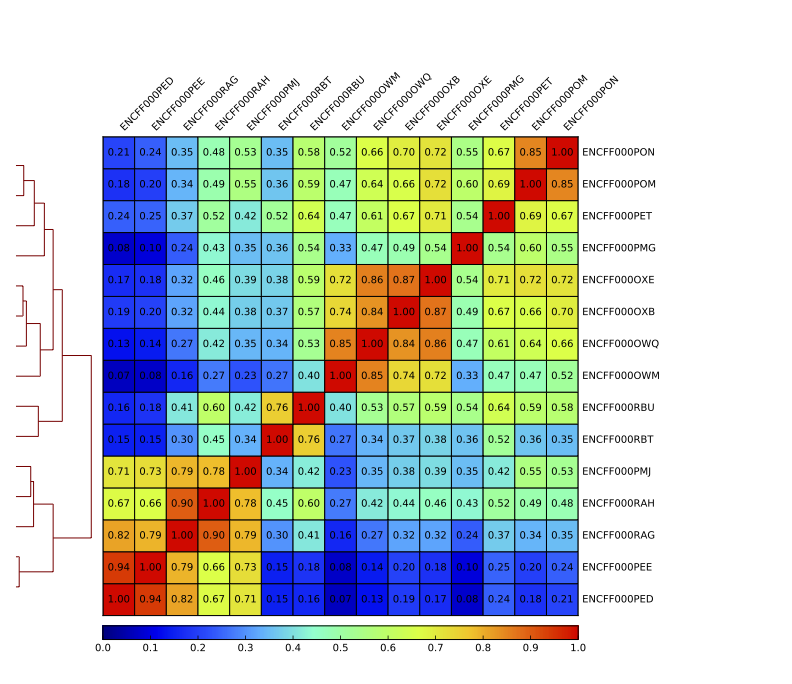 ENCFF000PED ENCFF000PEE ENCFF000RAG ENCFF000RAH ENCFF000PMJ ENCFF000RBT ENCFF000RBU ENCFF000OWM ENCFF000OWQ ENCFF000OXB ENCFF000OXE ENCFF000PMG ENCFF000PET ENCFF000POM ENCFF000PON
0.21 0.24 0.35 0.48 0.53 0.35 0.58 0.52 0.66 0.70 0.72 0.55 0.67 0.85 1.00 ENCFF000PON
0.18 0.20 0.34 0.49 0.55 0.36 0.59 0.47 0.64 0.66 0.72 0.60 0.69 1.00 0.85 ENCFF000POM
0.24 0.25 0.37 0.52 0.42 0.52 0.64 0.47 0.61 0.67 0.71 0.54 1.00 0.69 0.67 ENCFF000PET
0.10 0.24 0.43 0.35 0.36 0.54 0.33 0.47 0.49 0.54 1.00 0.54 0.60 0.55 ENCFF000PMG
0.17 0.18 0.32 0.46 0.39 0.38 0.59 0.72 0.86 0.87 1.00 0.54 0.71 0.72 0.72 ENCFF000OXE
0.19 0.20 0.32 0.44 0.38 0.37 0.57 0.74 0.84 1.00 0.87 0.49 0.67 0.66 0.70 ENCFF000OXB
0.13 0.14 0.27 0.42 0.35 0.34 0.53 0.85 1.00 0.84 0.86 0.47 0.61 0.64 0.66 ENCFF000OWQ
0.07 0.08 0.16 0.27 0.23 0.27 0.40 1.00 0.85 0.74 0.72 0.33 0.47 0.47 0.52 ENCFF000OWM
0.16 0.18 0.41 0.60 0.42 0.76 1.00 0.40 0.53 0.57 0.59 0.54 0.64 0.59 0.58 ENCFF000RBU
0.15 0.15 0.30 0.45 0.34 1.00 0.76 0.27 0.34 0.37 0.38 0.36 0.52 0.36 0.35 ENCFF000RBT
0.71 0.73 0.79 0.78 1.00 0.34 0.42 0.23 0.35 0.38 0.39 0.35 0.42 0.55 0.53 ENCFF000PMJ
0.67 0.66 0.90 1.00 0.78 0.45 0.60 0.27 0.42 0.44 0.46 0.43 0.52 0.49 0.48 ENCFF000RAH
0.82 0.79 1.00 0.90 0.79 0.30 0.41 0.16 0.27 0.32 0.32 0.24 0.37 0.34 0.35 ENCFF000RAG
0.94 1.00 0.79 0.66 0.73 0.15 0.18 0.08 0.14 0.20 0.18 0.10 0.25 0.20 0.24 ENCFF000PEE
1.00 0.94 0.82 0.67 0.71 0.15 0.16 0.07 0.13 0.19 0.17 0.24 0.18 0.21 ENCFF000PED
0.0 0.1 0.2 0.3 0.4 0.5 0.6 0.7 0.8 0.9 1.0